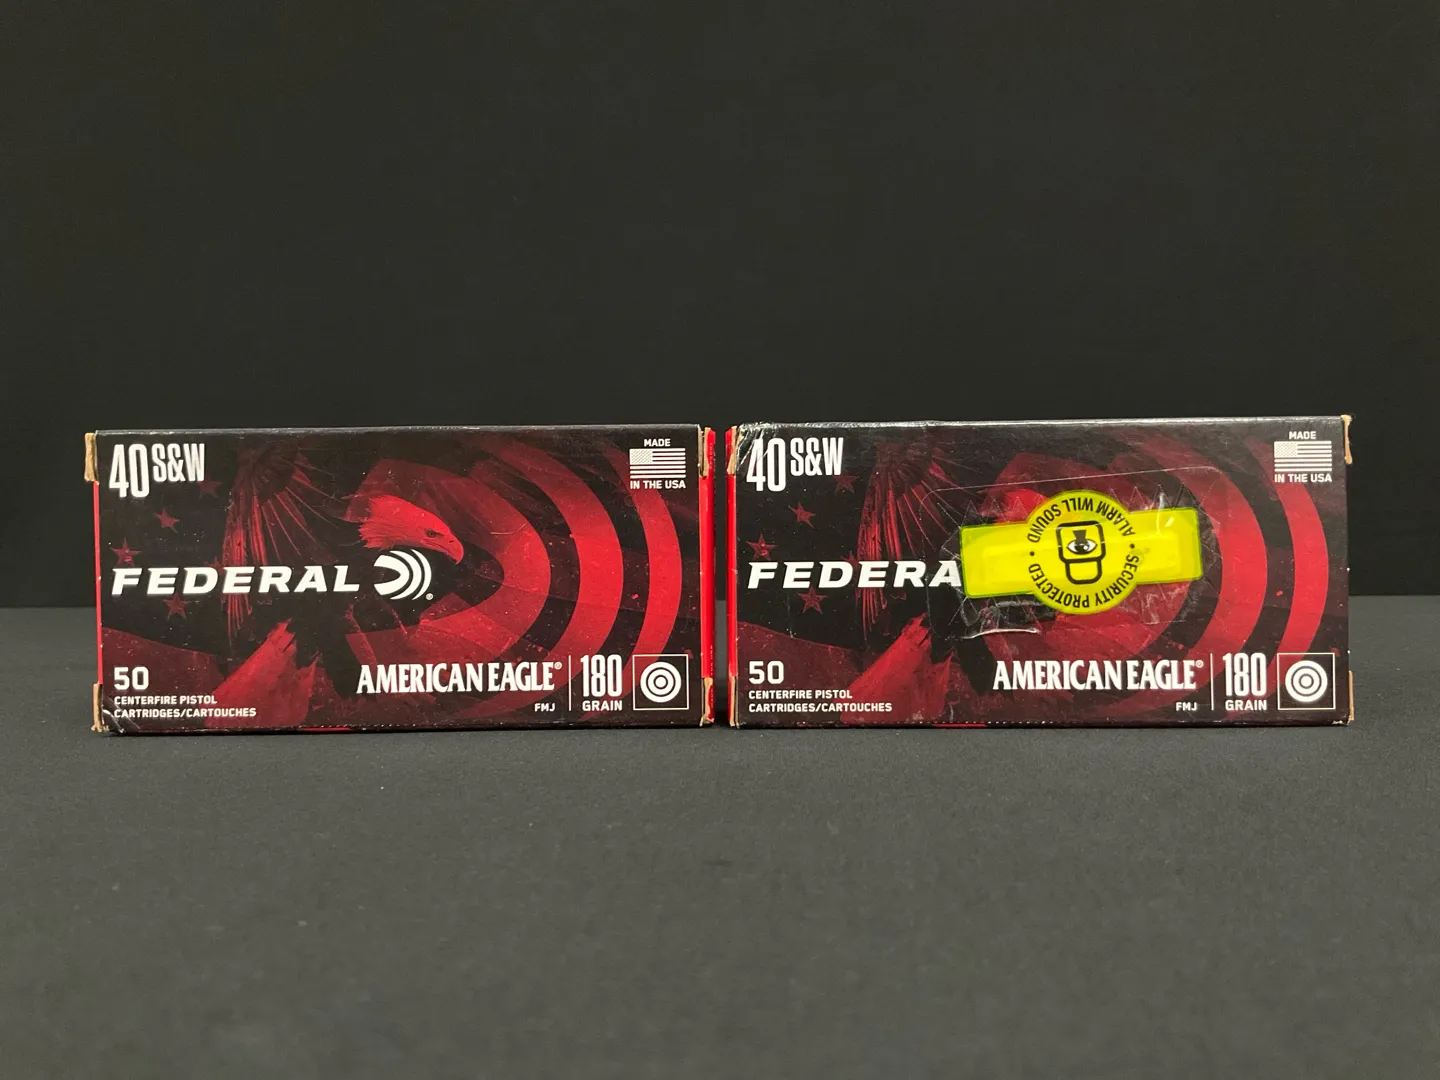 40 S&W
MADE
IN THE USA
FEDERAL
50
CENTERFIRE PISTOL
CARTRIDGES/CARTOUCHES
AMERICAN EAGLE®
FMJ
180
GRAIN
40 S&W
MADE
IN THE USA
FEDERA
ALARM WILL SOUND
• SECURITY PROTECTED •
50
CENTERFIRE PISTOL
CARTRIDGES/CARTOUCHES
AMERICAN EAGLE®
FMJ
180
GRAIN